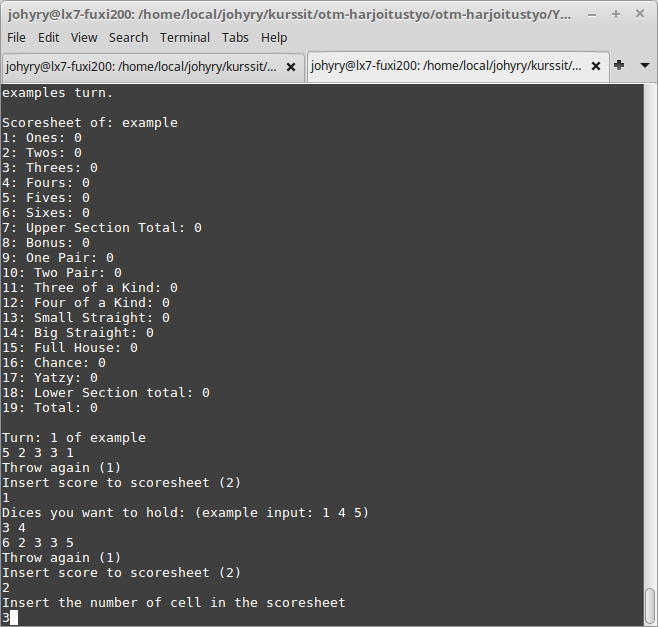 johyry@lx7-fuxi200: /home/local/johyry/kurssit/otm-harjoitustyo/otm-harjoitustyo/Y...
File Edit View Search Terminal Tabs Help
johyry@lx7-fuxi200: /home/local/johyry/kurssit/... johyry@lx7-fuxi200: /home/local/johyry/kurssit/...
examples turn.
Scoresheet of: example
1: Ones: 0
2: Twos: 0
3: Threes: 0
4: Fours: 0
5: Fives: 0
6: Sixes: 0
7: Upper Section Total: 0
8: Bonus: 0
9: One Pair: 0
10: Two Pair: 0
11: Three of a Kind: 0
12: Four of a Kind: 0
13: Small Straight: 0
14: Big Straight: 0
15: Full House: 0
16: Chance: 0
17: Yatzy: 0
18: Lower Section total: 0
19: Total: 0
Turn: 1 of example
5 2 3 3 1
Throw again (1)
Insert score to scoresheet (2)
1
Dices you want to hold: (example input: 1 4 5)
3 4
6 2 3 3 5
Throw again (1)
Insert score to scoresheet (2)
2
Insert the number of cell in the scoresheet
3